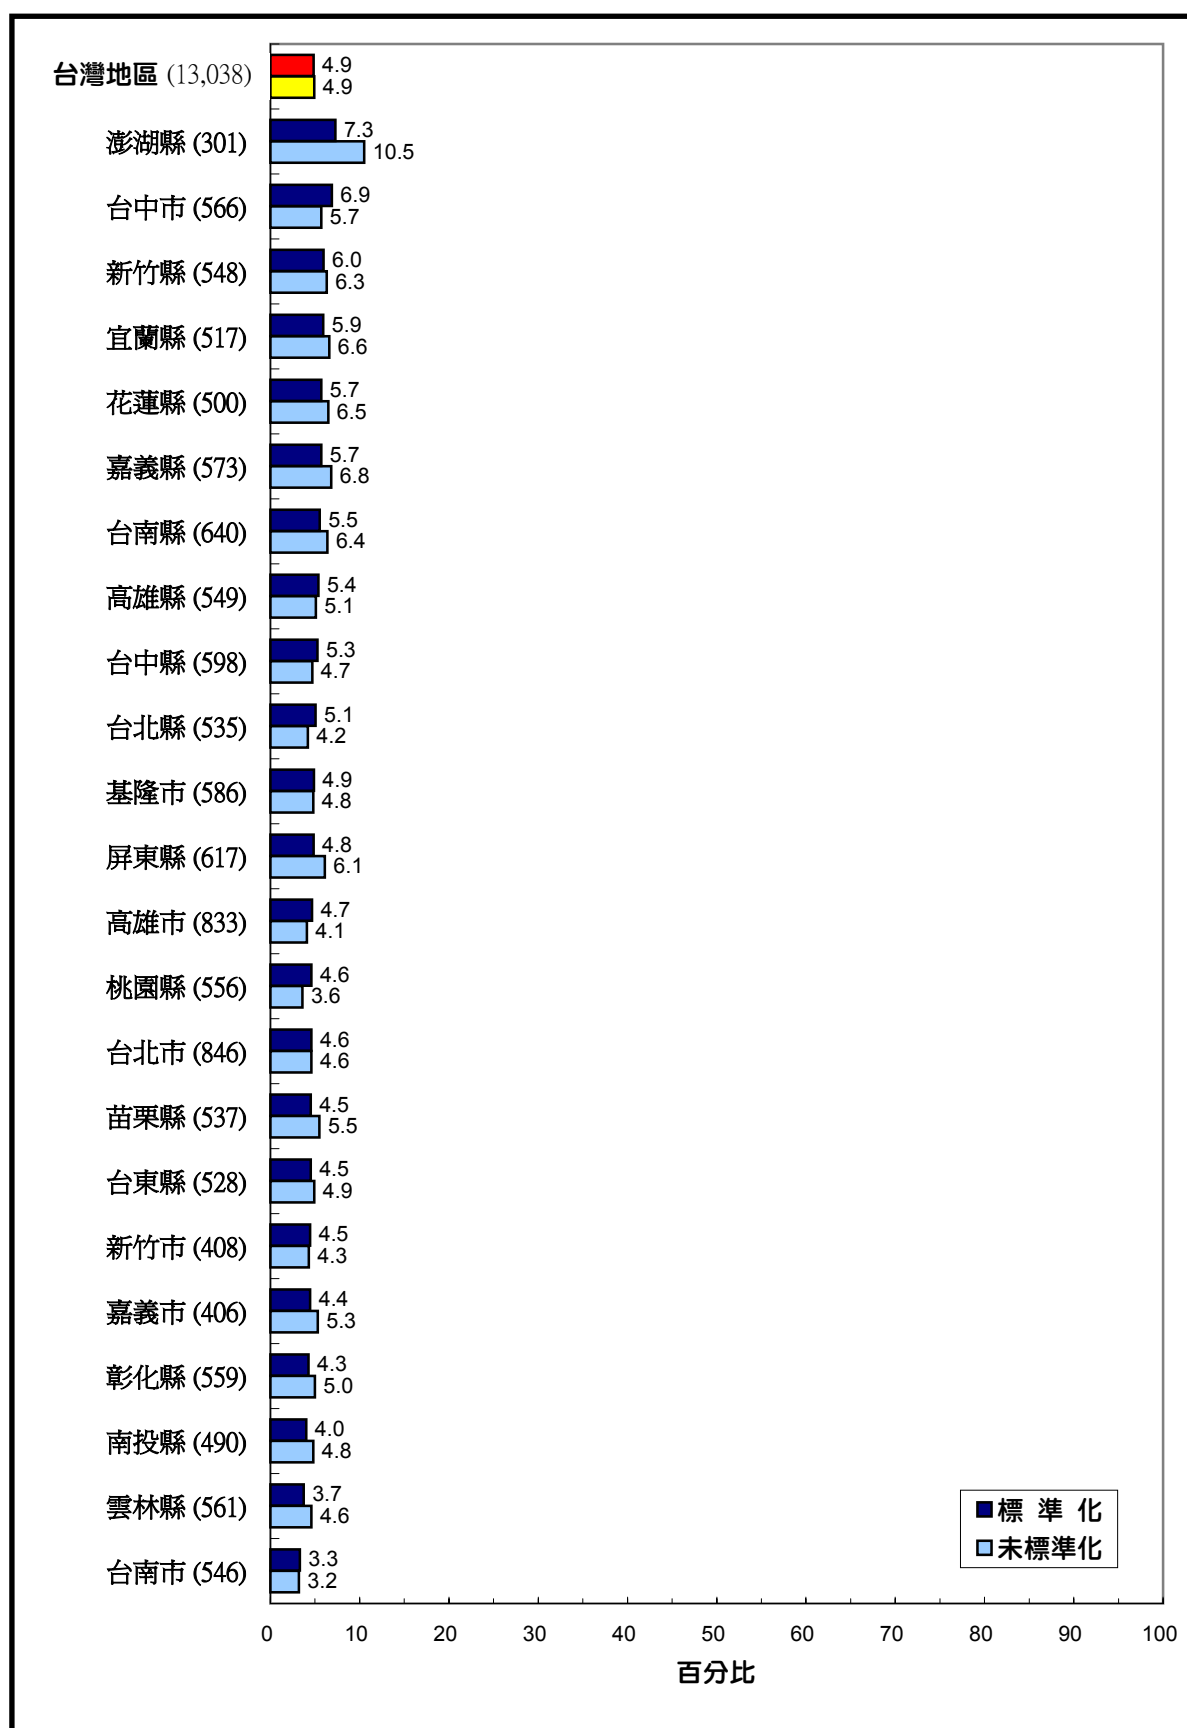 台灣地區 (13,038)
4.9
4.9
澎湖縣 (301)
7.3
10.5
台中市 (566)
6.9
5.7
新竹縣 (548)
6.0
6.3
宜蘭縣 (517)
5.9
6.6
花蓮縣 (500)
5.7
6.5
嘉義縣 (573)
5.7
6.8
台南縣 (640)
5.5
6.4
高雄縣 (549)
5.4
5.1
台中縣 (598)
5.3
4.7
台北縣 (535)
5.1
4.2
基隆市 (586)
4.9
4.8
屏東縣 (617)
4.8
6.1
高雄市 (833)
4.7
4.1
桃園縣 (556)
4.6
3.6
台北市 (846)
4.6
4.6
苗栗縣 (537)
4.5
5.5
台東縣 (528)
4.5
4.9
新竹市 (408)
4.5
4.3
嘉義市 (406)
4.4
5.3
彰化縣 (559)
4.3
5.0
南投縣 (490)
4.0
4.8
雲林縣 (561)
3.7
4.6
台南市 (546)
3.3
3.2
標 準 化
未標準化
0 10 20 30 40 50 60 70 80 90 100
百分比